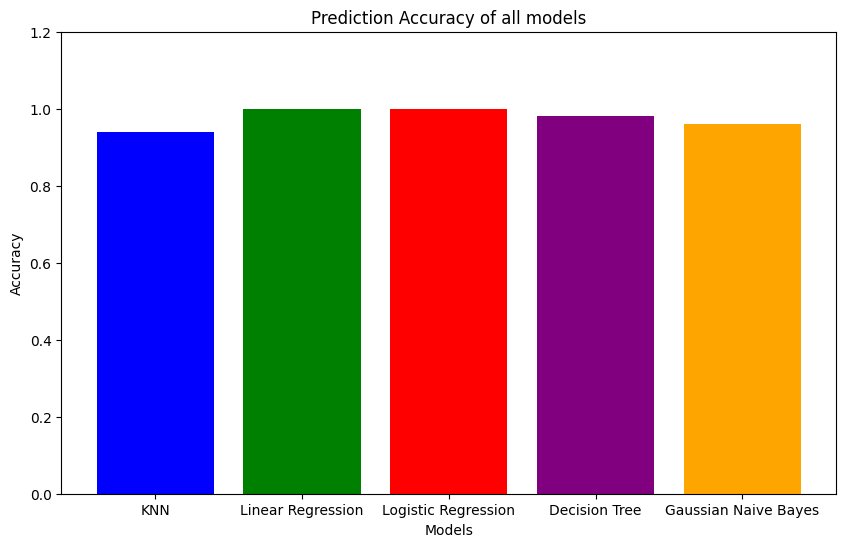 Prediction Accuracy of all models
1.2
1.0
0.8
0.6
0.4
0.2
0.0
Accuracy
KNN Linear Regression Logistic Regression Decision Tree Gaussian Naive Bayes
Models